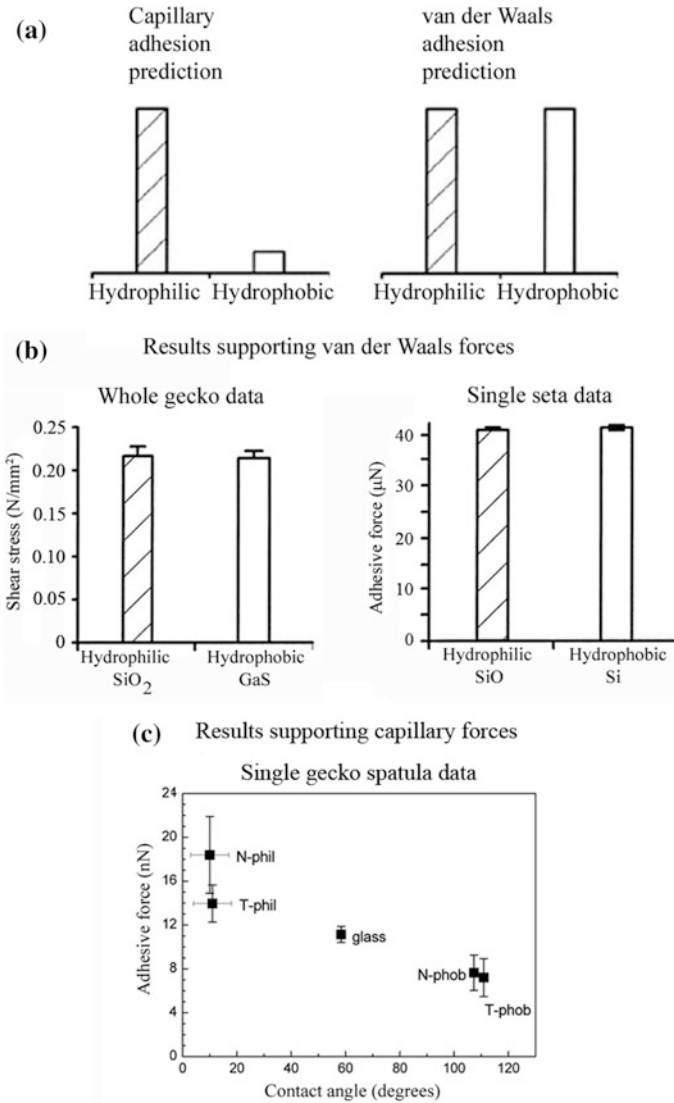 (a)
Capillary
adhesion
prediction
van der Waals
adhesion
prediction
Hydrophilic Hydrophobic
Hydrophilic Hydrophobic
(b) Results supporting van der Waals forces
Whole gecko data
Shear stress (N/mm²)
0.25
0.20
0.15
0.10
0.05
0
Hydrophilic Hydrophobic
SiO₂ GaS
Single seta data
Adhesive force (μN)
40
30
20
10
0
Hydrophilic Hydrophobic
SiO Si
(c) Results supporting capillary forces
Single gecko spatula data
Adhesive force (nN)
24
20
16
12
8
4
0
N-phil
T-phil
glass
N-phob
T-phob
0 20 40 60 80 100 120
Contact angle (degrees)